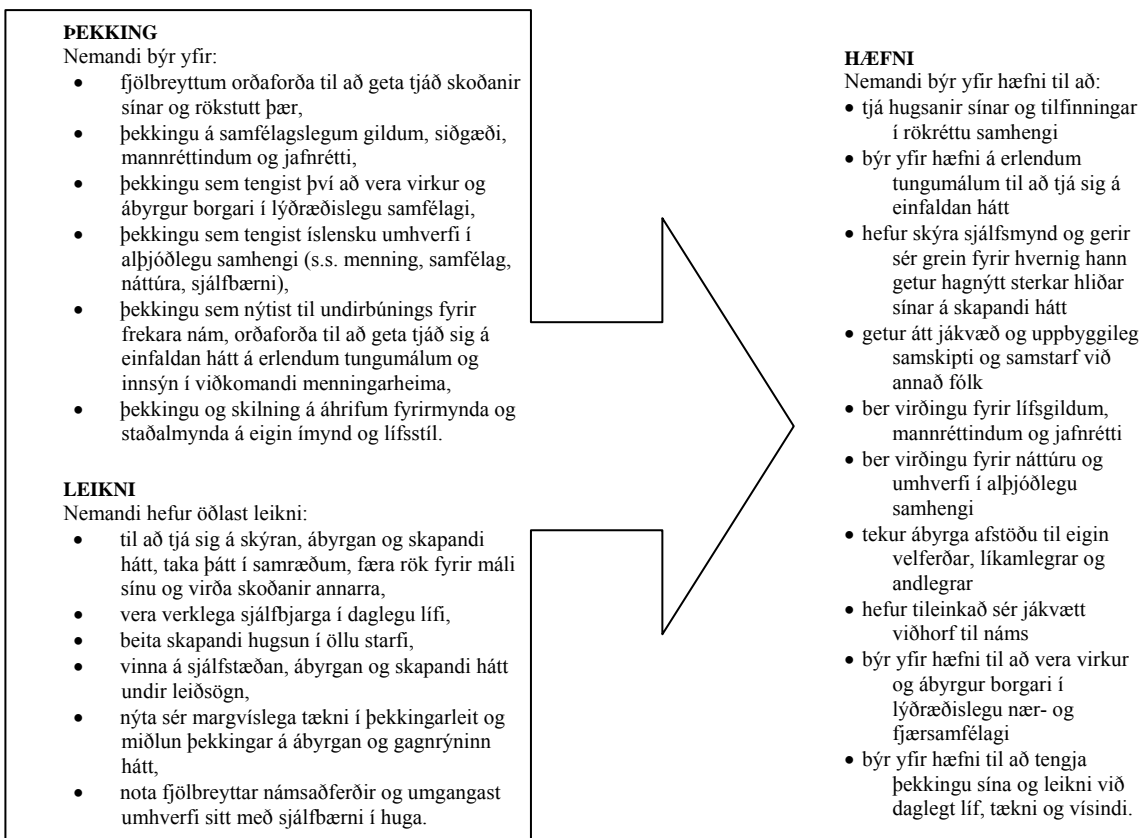 ÞEKKING
Nemandi býr yfir:
• fjölbreyttum orðaforða til að geta tjáð skoðanir
sínar og rökstutt þær,
• þekkingu á samfélagslegum gildum, siðgæði,
mannréttindum og jafnrétti,
• þekkingu sem tengist því að vera virkur og
ábyrgur borgari í lýðræðislegu samfélagi,
• þekkingu sem tengist íslensku umhverfi í
alþjóðlegu samhengi (s.s. menning, samfélag,
náttúra, sjálfbærni),
• þekkingu sem nýtist til undirbúnings fyrir
frekara nám, orðaforða til að geta tjáð sig á
einfaldan hátt á erlendum tungumálum og
innsýn í viðkomandi menningarheima,
• þekkingu og skilning á áhrifum fyrirmynda og
staðalmynda á eigin ímynd og lífsstíl.
LEIKNI
Nemandi hefur öðlast leikni:
• til að tjá sig á skýran, ábyrgan og skapandi
hátt, taka þátt í samræðum, færa rök fyrir máli
sínu og virða skoðanir annarra,
• vera verklega sjálfbjarga í daglegu lífi,
• beita skapandi hugsun í öllu starfi,
• vinna á sjálfstæðan, ábyrgan og skapandi hátt
undir leiðsögn,
• nýta sér margvíslega tækni í þekkingarleit og
miðlun þekkingar á ábyrgan og gagnrýninn
hátt,
• nota fjölbreyttar námsaðferðir og umgangast
umhverfi sitt með sjálfbærni í huga.
HÆFNI
Nemandi býr yfir hæfni til að:
• tjá hugsanir sínar og tilfinningar
í rökréttu samhengi
• býr yfir hæfni á erlendum
tungumálum til að tjá sig á
einfaldan hátt
• hefur skýra sjálfsmynd og gerir
sér grein fyrir hvernig hann
getur hagnýtt sterkar hliðar
sínar á skapandi hátt
• getur átt jákvæð og uppbyggileg
samskipti og samstarf við
annað fólk
• ber virðingu fyrir lífsgildum,
mannréttindum og jafnrétti
• ber virðingu fyrir náttúru og
umhverfi í alþjóðlegu
samhengi
• tekur ábyrga afstöðu til eigin
velferðar, líkamlegrar og
andlegrar
• hefur tileinkað sér jákvætt
viðhorf til náms
• býr yfir hæfni til að vera virkur
og ábyrgur borgari í
lýðræðislegu nær- og
fjærsamfélagi
• býr yfir hæfni til að tengja
þekkingu sína og leikni við
daglegt líf, tækni og vísindi.